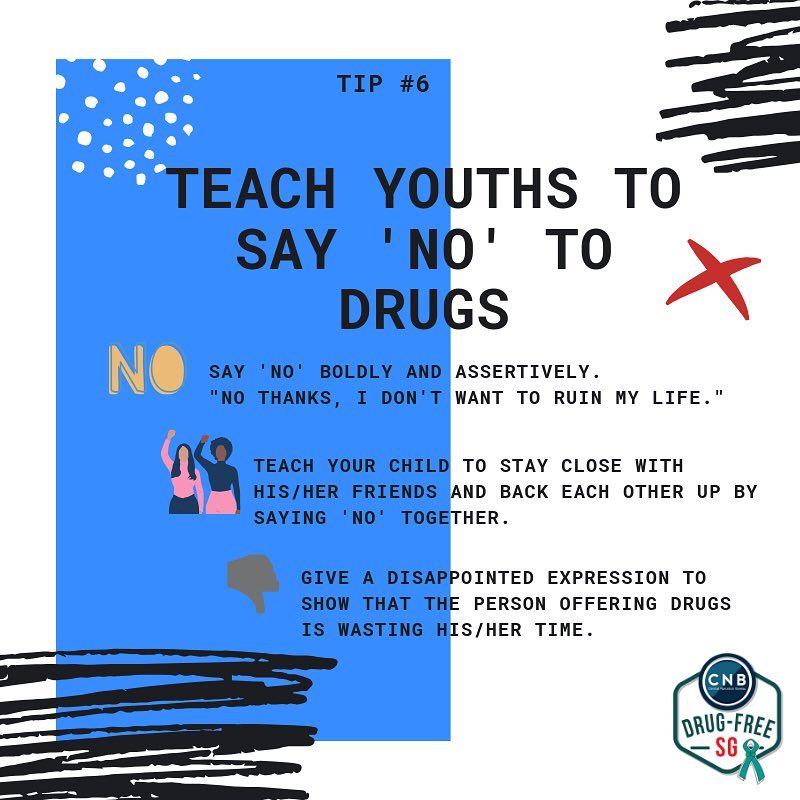 TIP #6
TEACH YOUTHS TO
SAY 'NO' TO
DRUGS
NO
SAY 'NO' BOLDLY AND ASSERTIVELY.
"NO THANKS, I DON'T WANT TO RUIN MY LIFE."
TEACH YOUR CHILD TO STAY CLOSE WITH
HIS/HER FRIENDS AND BACK EACH OTHER UP BY
SAYING 'NO' TOGETHER.
GIVE A DISAPPOINTED EXPRESSION TO
SHOW THAT THE PERSON OFFERING DRUGS
IS WASTING HIS/HER TIME.
CNB
Central Narcotics Bureau
DRUG-FREE
SG